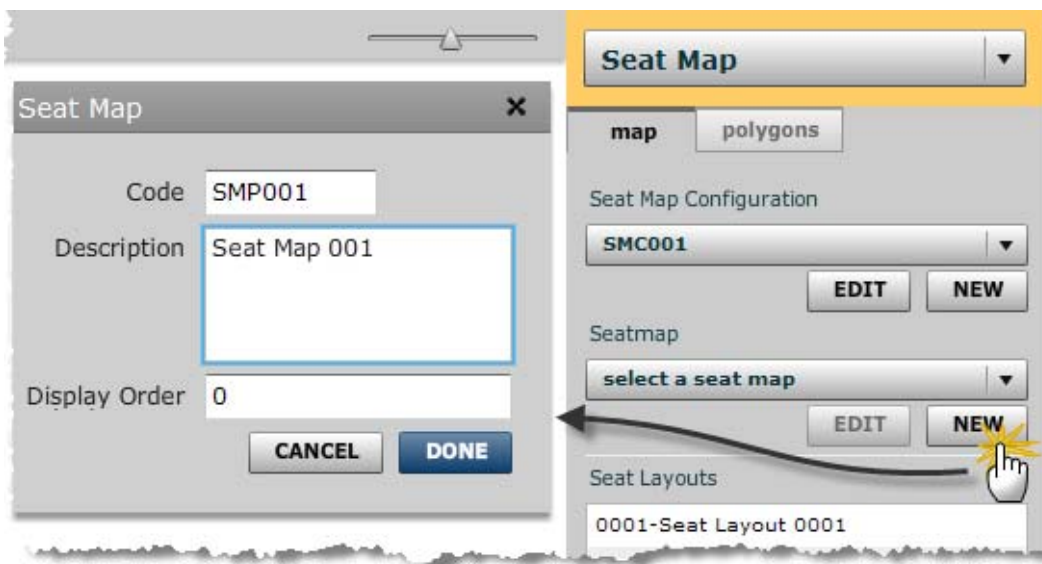 Seat Map
Code SMP001
Description Seat Map 001
Display Order 0
CANCEL DONE
Seat Map
map polygons
Seat Map Configuration
SMC001
EDIT NEW
Seatmap
select a seat map
EDIT NEW
Seat Layouts
0001-Seat Layout 0001